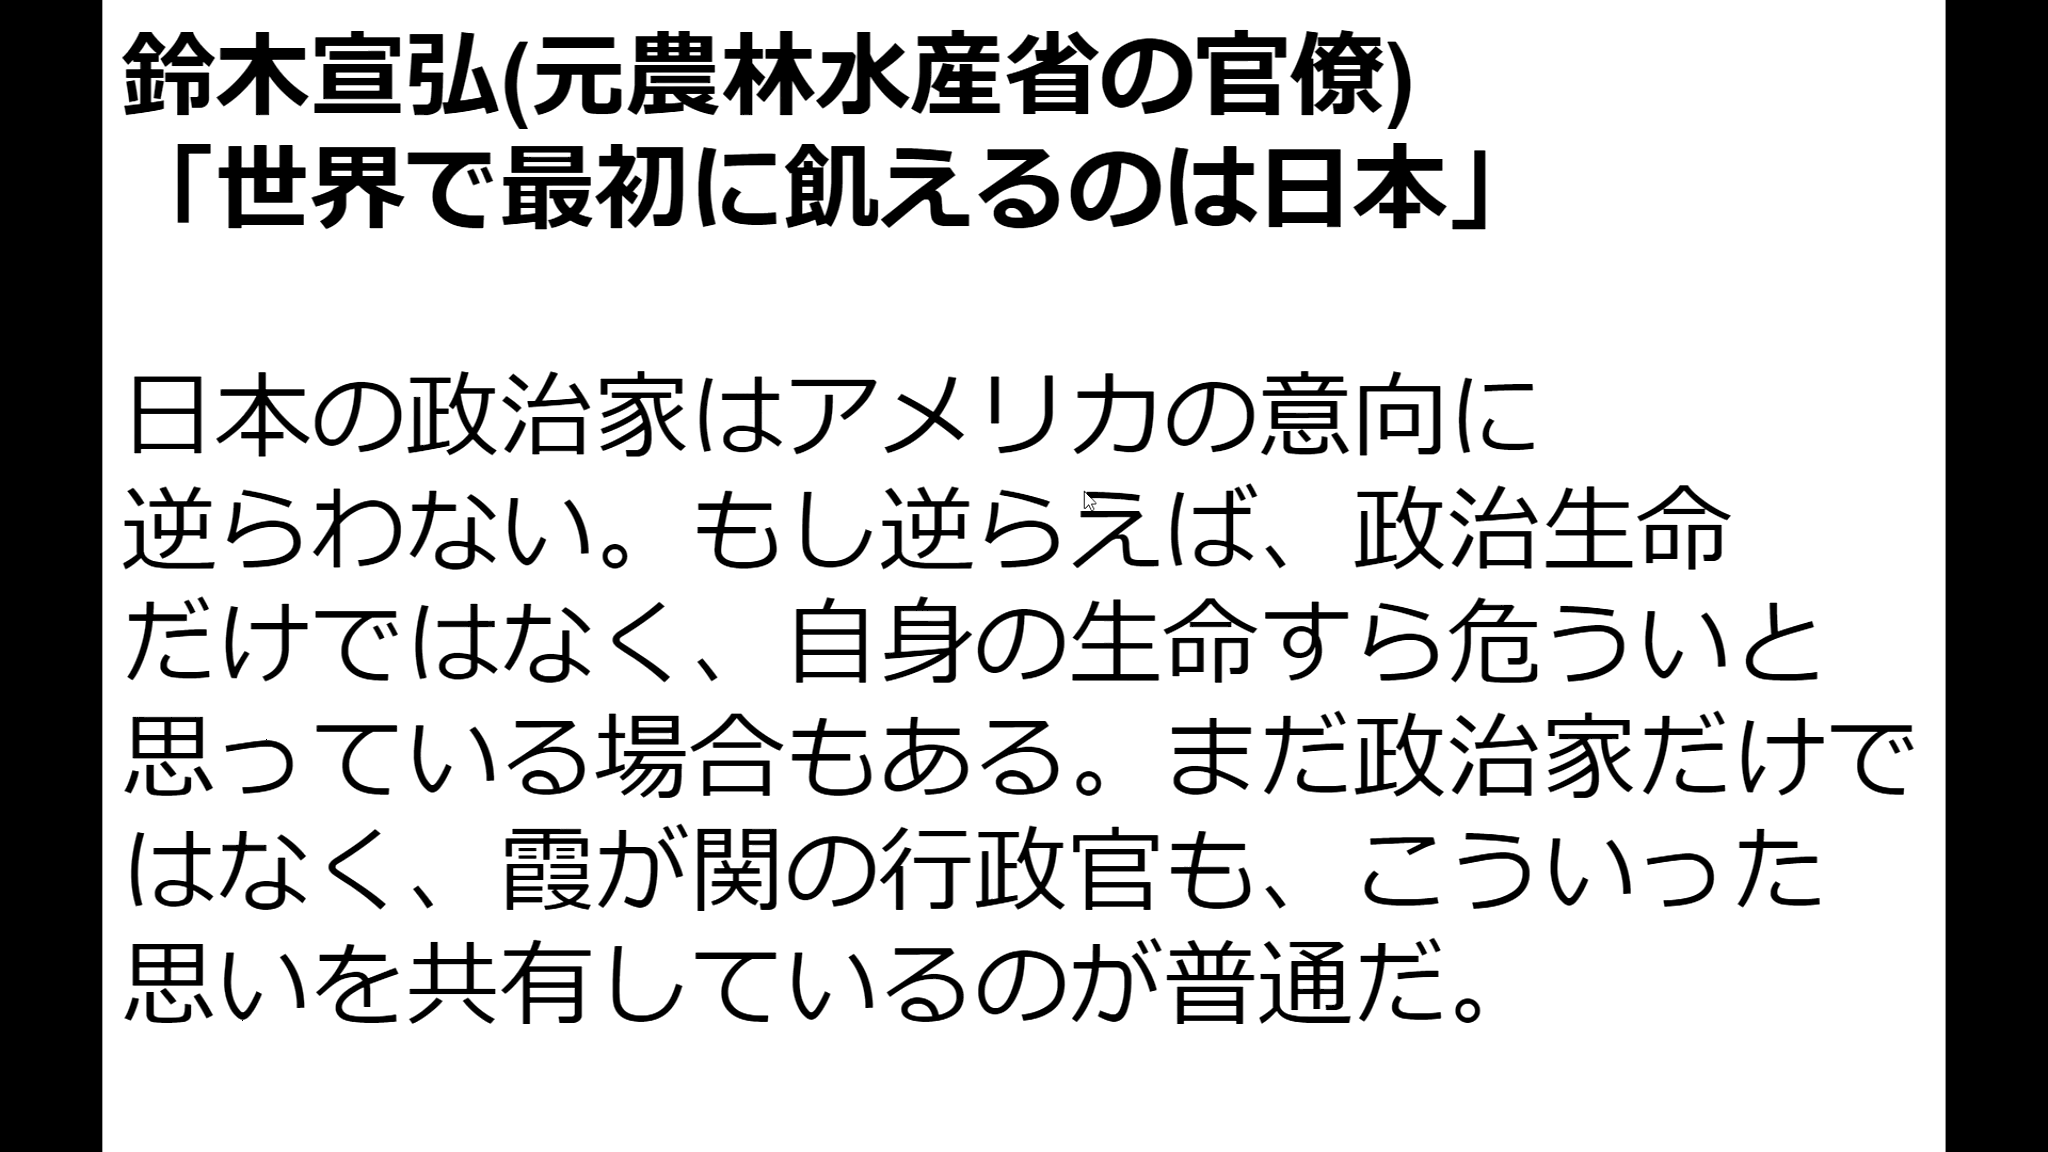 鈴木宣弘(元農林水産省の官僚)
「世界で最初に飢えるのは日本」
日本の政治家はアメリカの意向に
逆らわない。もし逆らえば、政治生命
だけではなく、自身の生命すら危ういと
思っている場合もある。まだ政治家だけで
はなく、霞が関の行政官も、こういった
思いを共有しているのが普通だ。